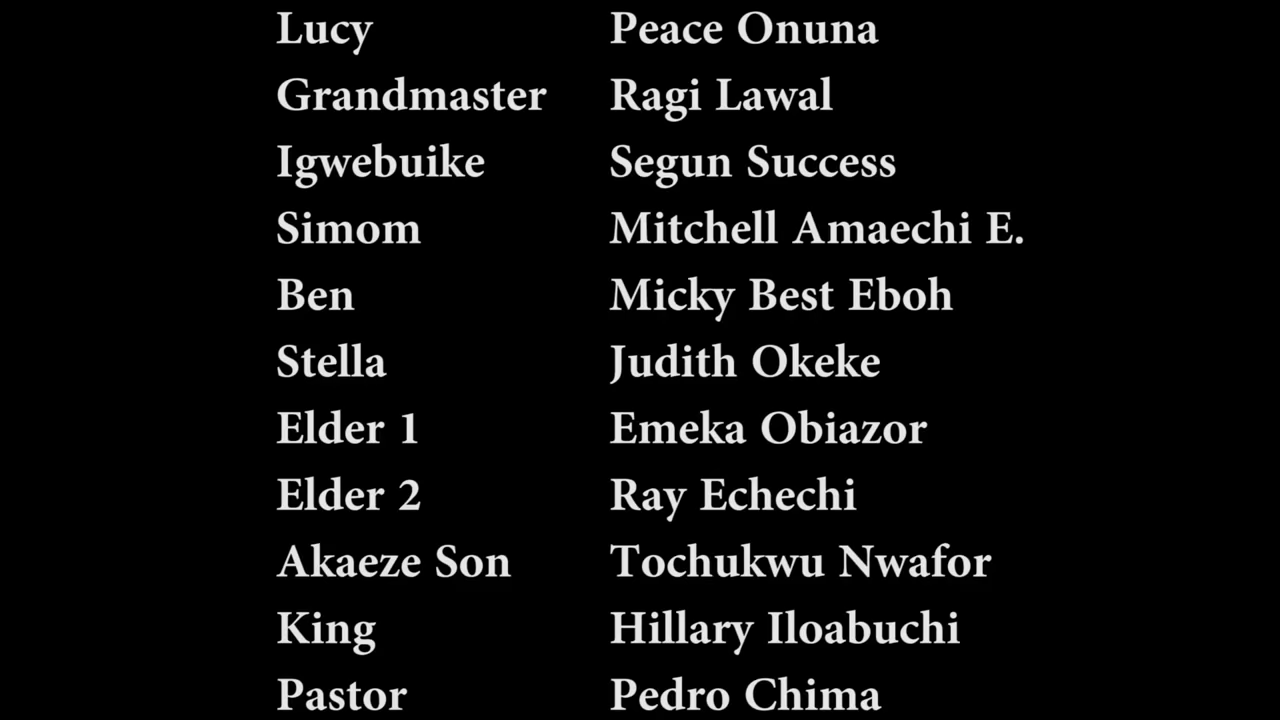 Lucy Peace Onuna
Grandmaster Ragi Lawal
Igwebuike Segun Success
Simom Mitchell Amaechi E.
Ben Micky Best Eboh
Stella Judith Okeke
Elder 1 Emeka Obiazor
Elder 2 Ray Echechi
Akaeze Son Tochukwu Nwafor
King Hillary Iloabuchi
Pastor Pedro Chima